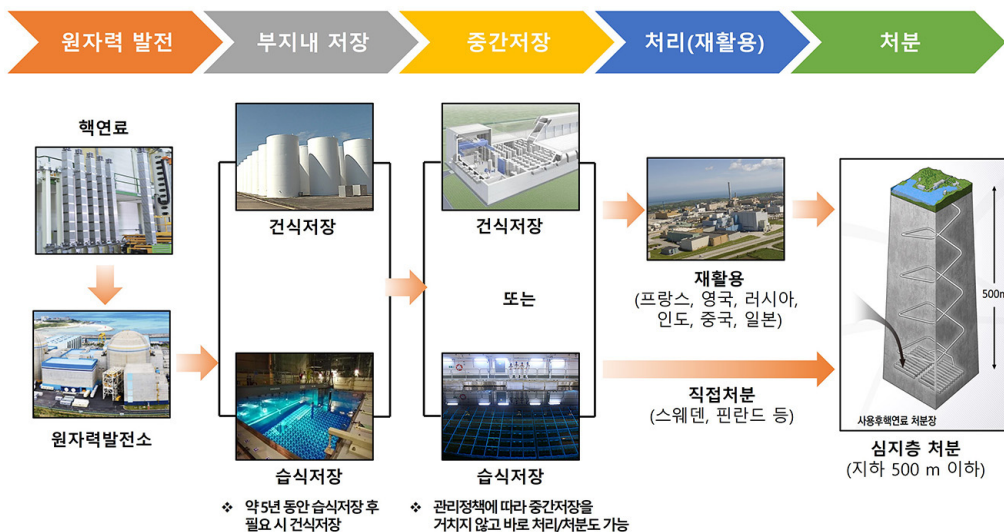 원자력 발전
부지내 저장
중간저장
처리(재활용)
처분
핵연료
원자력발전소
건식저장
습식저장
❖ 약 5년 동안 습식저장 후
필요 시 건식저장
건식저장
또는
습식저장
❖ 관리정책에 따라 중간저장을
거치지 않고 바로 처리/처분도 가능
재활용
(프랑스, 영국, 러시아,
인도, 중국, 일본)
직접처분
(스웨덴, 핀란드 등)
500m
사용후핵연료 처분장
심지층 처분
(지하 500 m 이하)